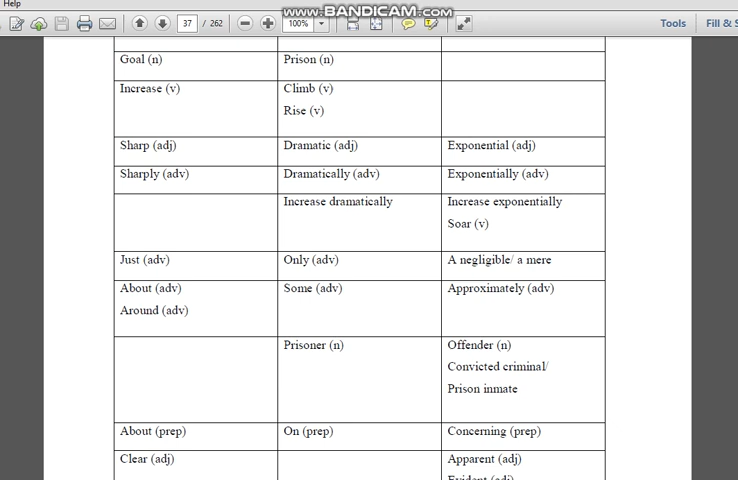 Help
www.BANDICAM.com
37 / 262
100%
Tools
Fill &
Goal (n) Prison (n)
Increase (v) Climb (v)
Rise (v)
Sharp (adj) Dramatic (adj) Exponential (adj)
Sharply (adv) Dramatically (adv) Exponentially (adv)
Increase dramatically Increase exponentially
Soar (v)
Just (adv) Only (adv) A negligible/ a mere
About (adv) Some (adv) Approximately (adv)
Around (adv)
Prisoner (n) Offender (n)
Convicted criminal/
Prison inmate
About (prep) On (prep) Concerning (prep)
Clear (adj) Apparent (adj)
Evident (adj)